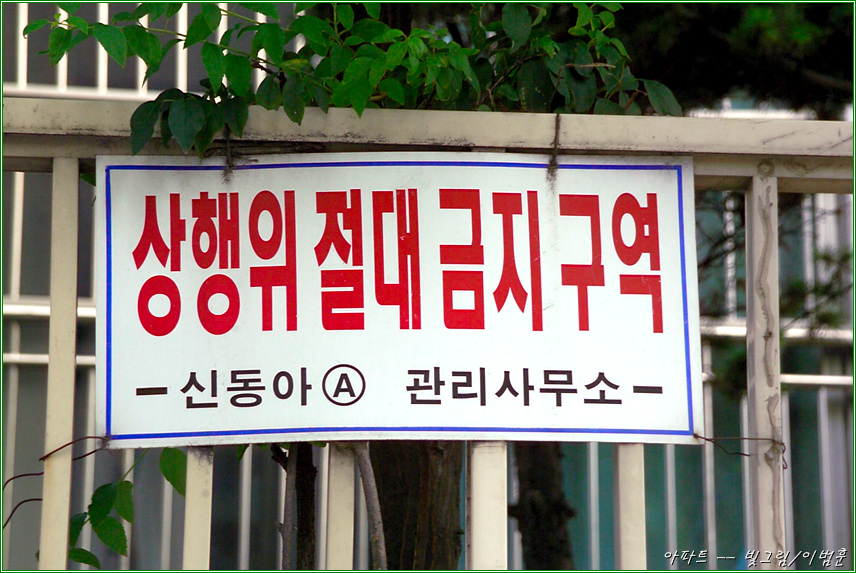 상행위 절대 금지 구역
— 신동아 Ⓐ 관리사무소 —
아파트 -- 빛그림/이범훈